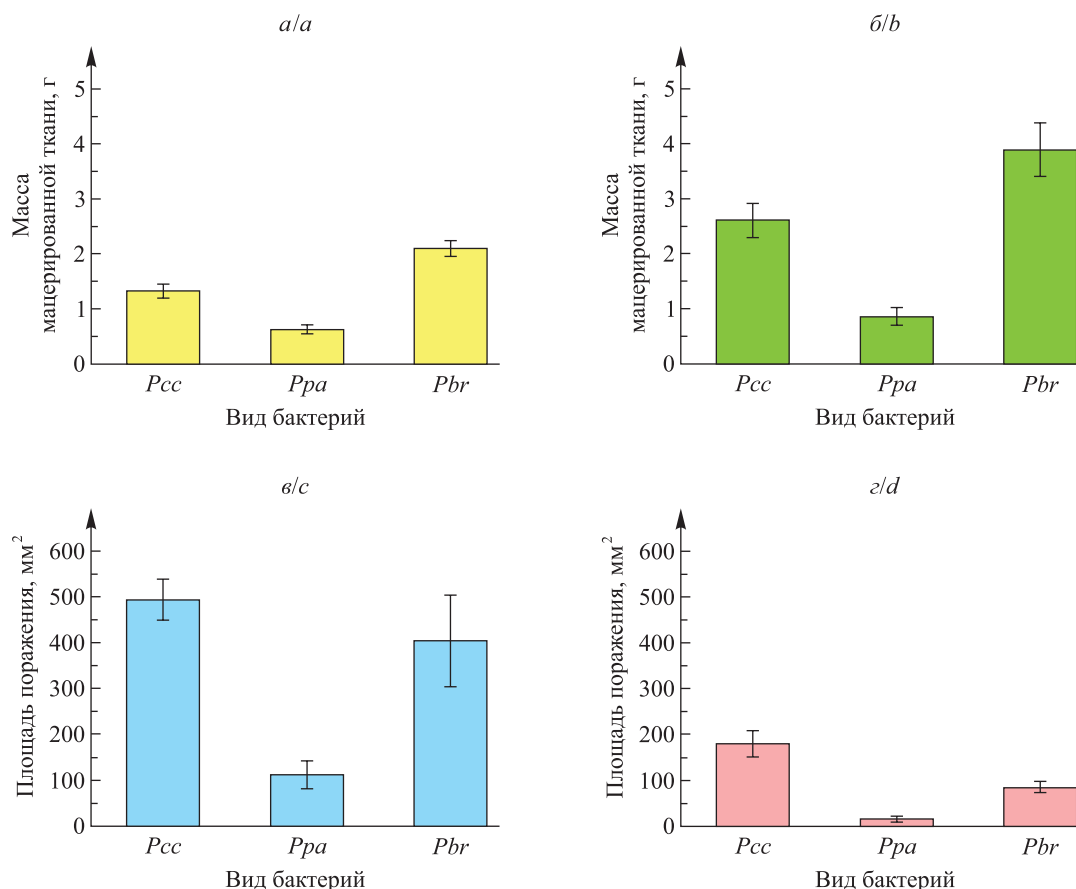 а/a
Масса
мацерированной ткани, г
5
4
3
2
1
0
Pcc Ppa Pbr
Вид бактерий
б/b
Масса
мацерированной ткани, г
5
4
3
2
1
0
Pcc Ppa Pbr
Вид бактерий
в/c
Площадь поражения, мм²
600
500
400
300
200
100
0
Pcc Ppa Pbr
Вид бактерий
г/d
Площадь поражения, мм²
600
500
400
300
200
100
0
Pcc Ppa Pbr
Вид бактерий